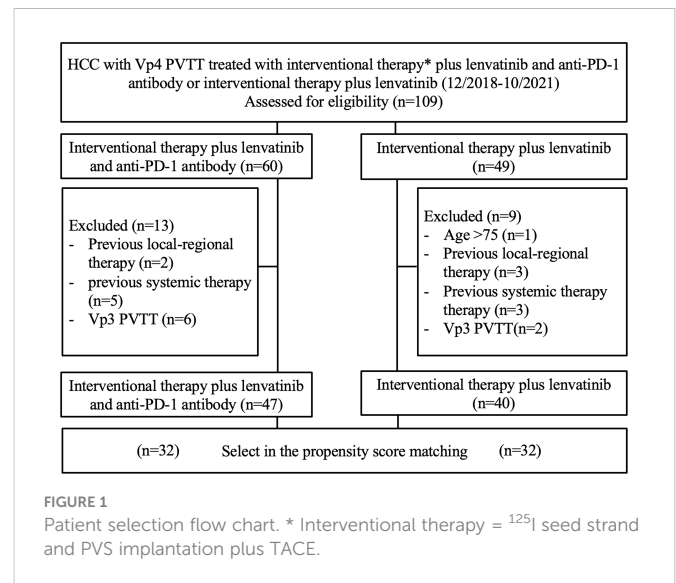 HCC with Vp4 PVTT treated with interventional therapy* plus lenvatinib and anti-PD-1
antibody or interventional therapy plus lenvatinib (12/2018-10/2021)
Assessed for eligibility (n=109)
Interventional therapy plus lenvatinib
and anti-PD-1 antibody (n=60)
Interventional therapy plus lenvatinib
(n=49)
Excluded (n=13)
- Previous local-regional
therapy (n=2)
- previous systemic therapy
(n=5)
- Vp3 PVTT (n=6)
Excluded (n=9)
- Age >75 (n=1)
- Previous local-regional
therapy (n=3)
- Previous systemic therapy
therapy (n=3)
- Vp3 PVTT(n=2)
Interventional therapy plus lenvatinib
and anti-PD-1 antibody (n=47)
Interventional therapy plus lenvatinib
(n=40)
(n=32) Select in the propensity score matching (n=32)
FIGURE 1
Patient selection flow chart. * Interventional therapy = ¹²⁵I seed strand
and PVS implantation plus TACE.